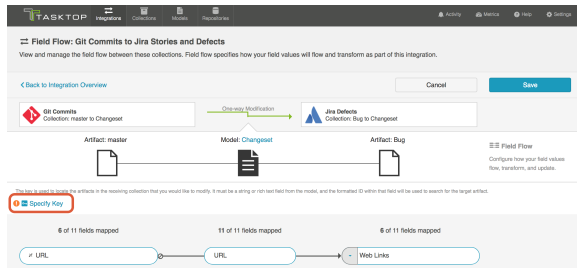 TASKTOP
Integrations
Collections
Models
Repositories
Activity
Metrics
Help
Settings
Field Flow: Git Commits to Jira Stories and Defects
View and manage the field flow between these collections. Field flow specifies how your field values will flow and transform as part of this integration.
Back to Integration Overview
Cancel
Save
Git Commits
Collection: master to Changeset
One-way Modification
Jira Defects
Collection: Bug to Changeset
Artifact: master
Model: Changeset
Artifact: Bug
Field Flow
Configure how your field values
flow, transform, and update.
The key is used to locate the artifacts in the receiving collection that you would like to modify, it must be a string or rich text field from the model, and the formatted ID within that field will be used to search for the target artifact.
Specify Key
6 of 11 fields mapped
11 of 11 fields mapped
6 of 11 fields mapped
URL
URL
Web Links